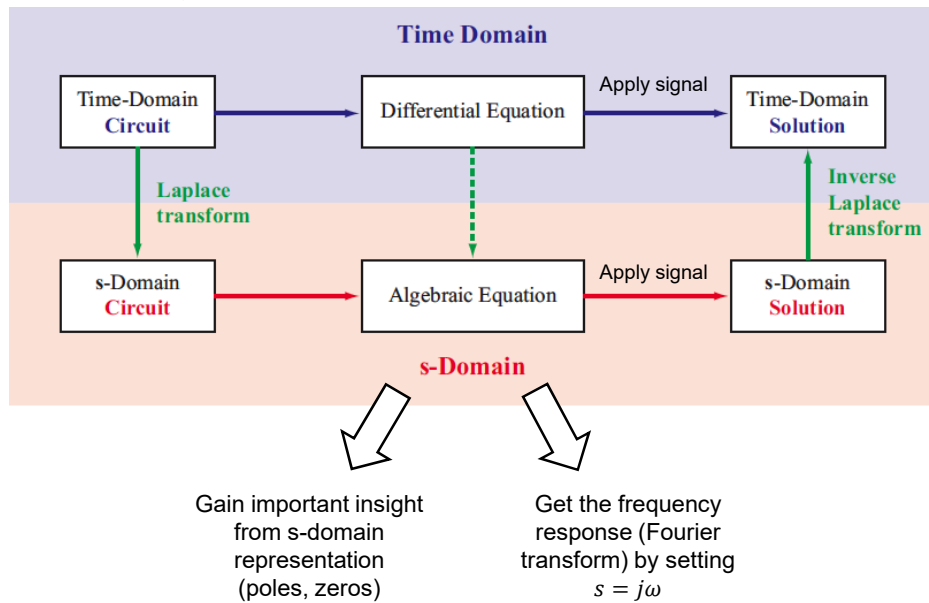 Time Domain
Time-Domain
Circuit
Differential Equation
Apply signal
Time-Domain
Solution
Laplace
transform
Inverse
Laplace
transform
s-Domain
Circuit
Algebraic Equation
Apply signal
s-Domain
Solution
s-Domain
Gain important insight
from s-domain
representation
(poles, zeros)
Get the frequency
response (Fourier
transform) by setting
s = jω